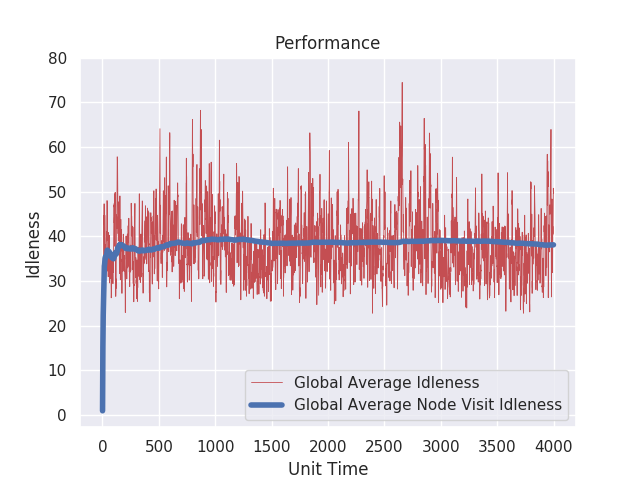 Performance
80
70
60
50
40
30
20
10
0
Idleness
0 500 1000 1500 2000 2500 3000 3500 4000
Unit Time
Global Average Idleness
Global Average Node Visit Idleness